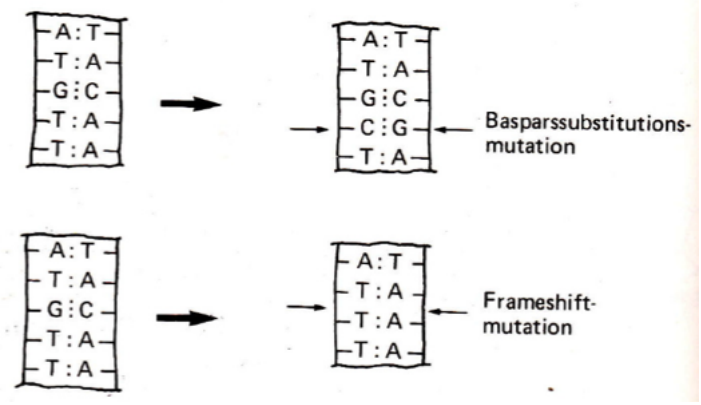 A:T
T:A
G⋮C
T:A
T:A
A:T
T:A
G⋮C
C⋮G
T:A
Basparssubstitutions-
mutation
A:T
T:A
G⋮C
T:A
T:A
A:T
T:A
T:A
T:A
Frameshift-
mutation